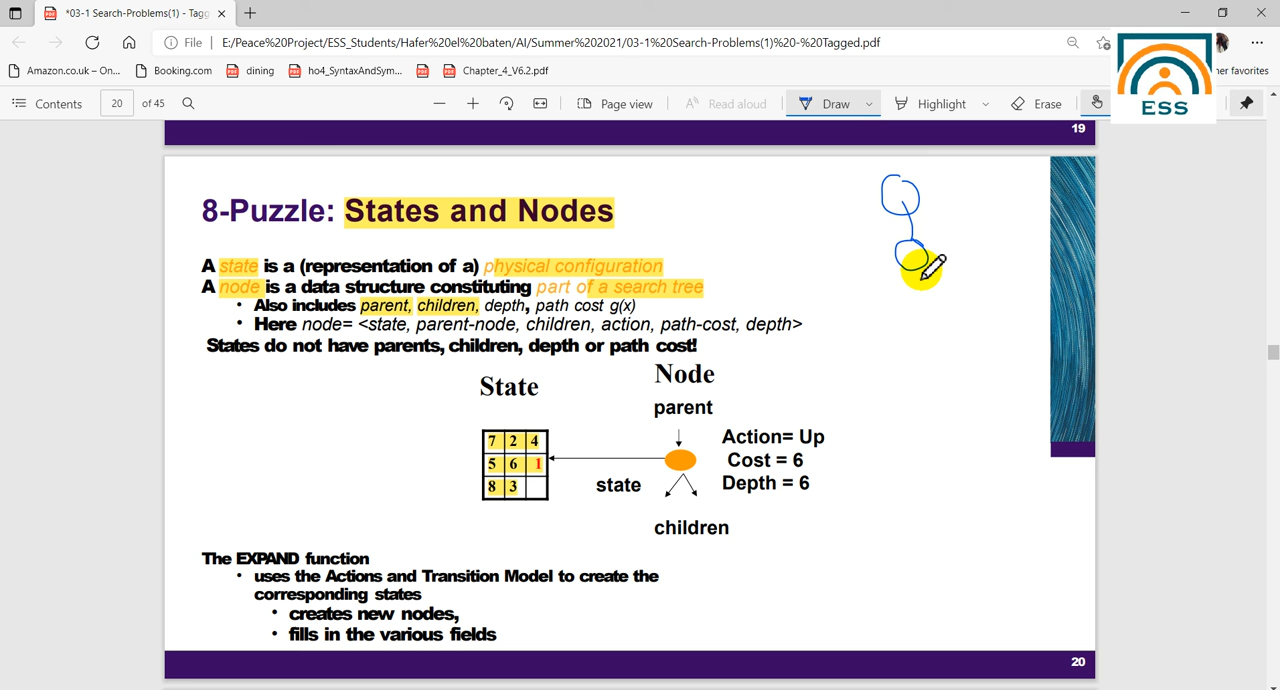 *03-1 Search-Problems(1) - Tagg
File
E:/Peace%20Project/ESS_Students/Hafer%20el%20baten/AI/Summer%202021/03-1%20Search-Problems(1)%20-%20Tagged.pdf
Amazon.co.uk – On...
Booking.com
dining
ho4_SyntaxAndSym...
Chapter_4_V6.2.pdf
her favorites
ESS
Contents
20
of 45
Page view
Read aloud
Draw
Highlight
Erase
19
8-Puzzle: States and Nodes
A state is a (representation of a) physical configuration
A node is a data structure constituting part of a search tree
• Also includes parent, children, depth, path cost g(x)
• Here node= <state, parent-node, children, action, path-cost, depth>
States do not have parents, children, depth or path cost!
State
Node
parent
7 2 4
5 6 1
8 3
state
Action= Up
Cost = 6
Depth = 6
children
The EXPAND function
• uses the Actions and Transition Model to create the
corresponding states
• creates new nodes,
• fills in the various fields
20